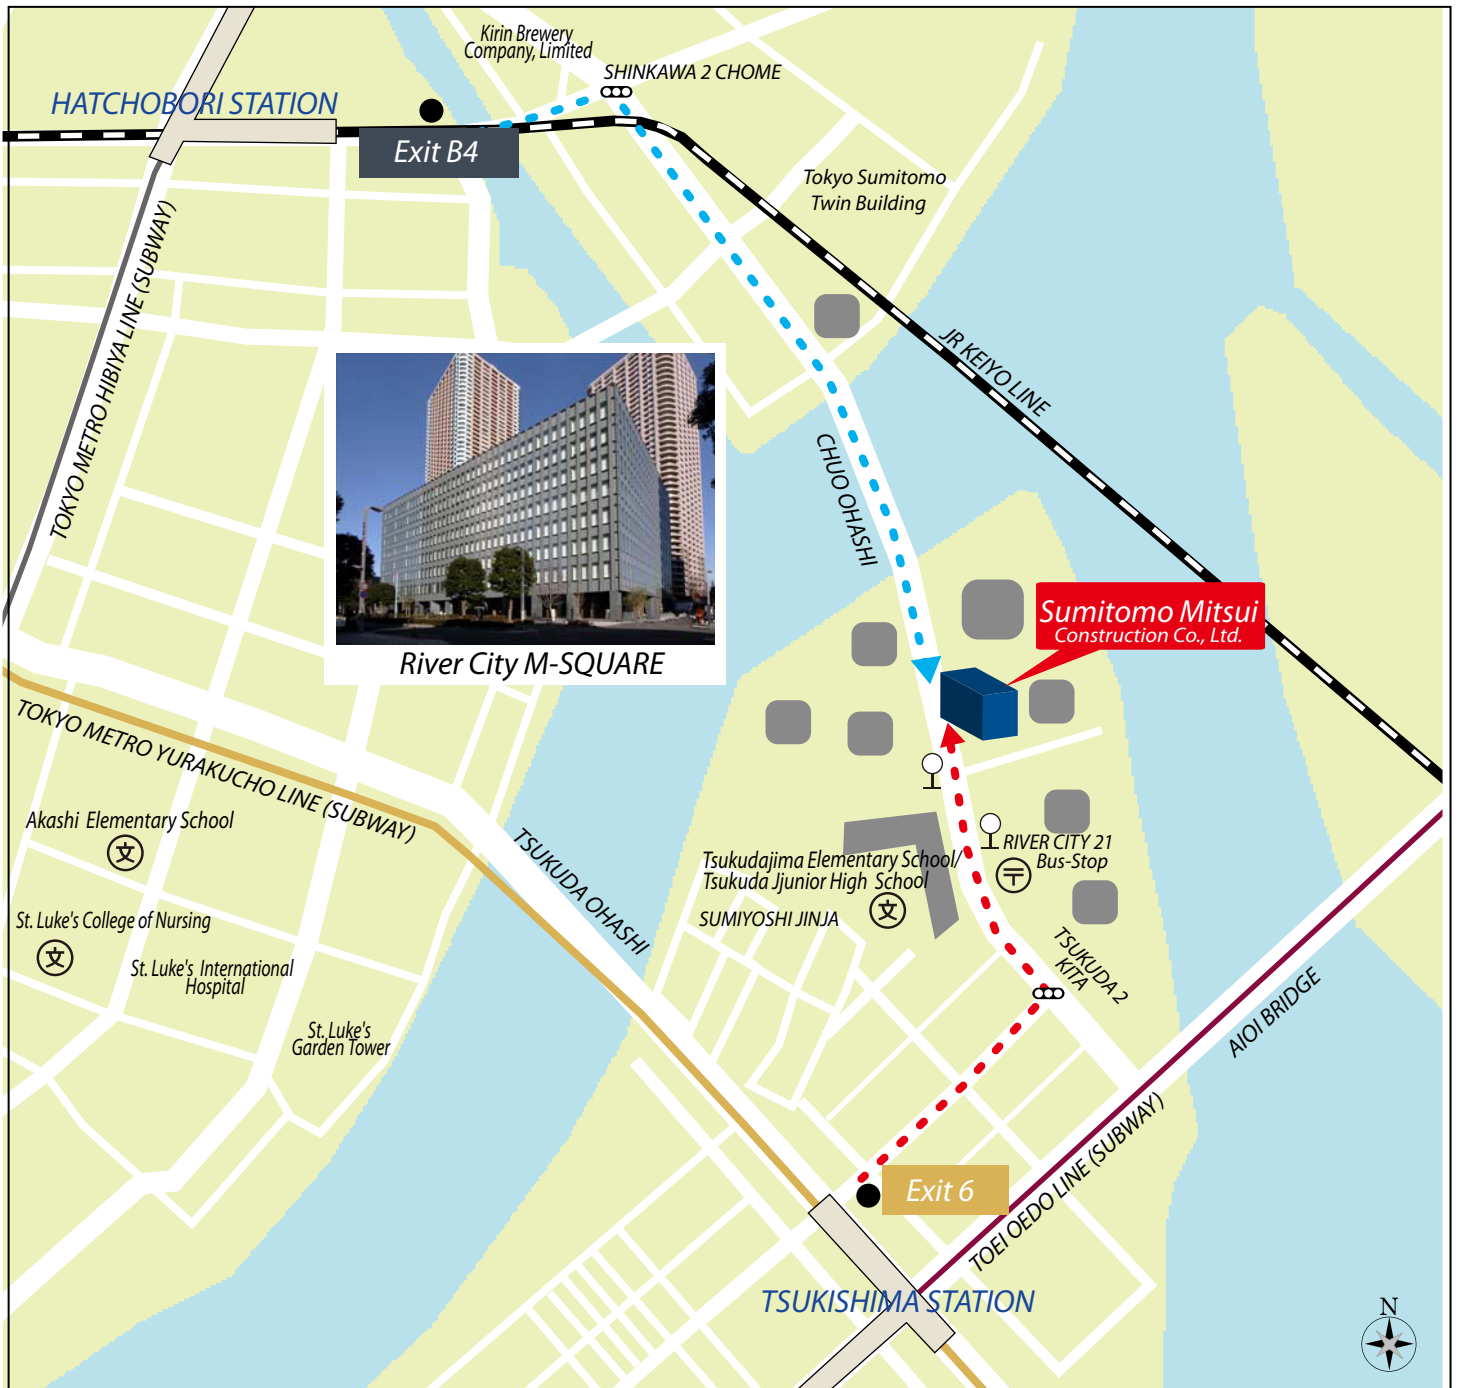 Kirin Brewery
Company, Limited
SHINKAWA 2 CHOME
HATCHOBORI STATION
Exit B4
Tokyo Sumitomo
Twin Building
TOKYO METRO HIBIYA LINE (SUBWAY)
JR KEIYO LINE
CHUO OHASHI
Sumitomo Mitsui
Construction Co., Ltd.
River City M-SQUARE
TOKYO METRO YURAKUCHO LINE (SUBWAY)
Akashi Elementary School
文
TSUKUDA OHASHI
RIVER CITY 21
Bus-Stop
〒
Tsukudajima Elementary School/
Tsukuda Jjunior High School
文
SUMIYOSHI JINJA
St. Luke's College of Nursing
文
St. Luke's International
Hospital
TSUKUDA 2
KITA
St. Luke's
Garden Tower
AIOI BRIDGE
Exit 6
TOEI OEDO LINE (SUBWAY)
TSUKISHIMA STATION
N